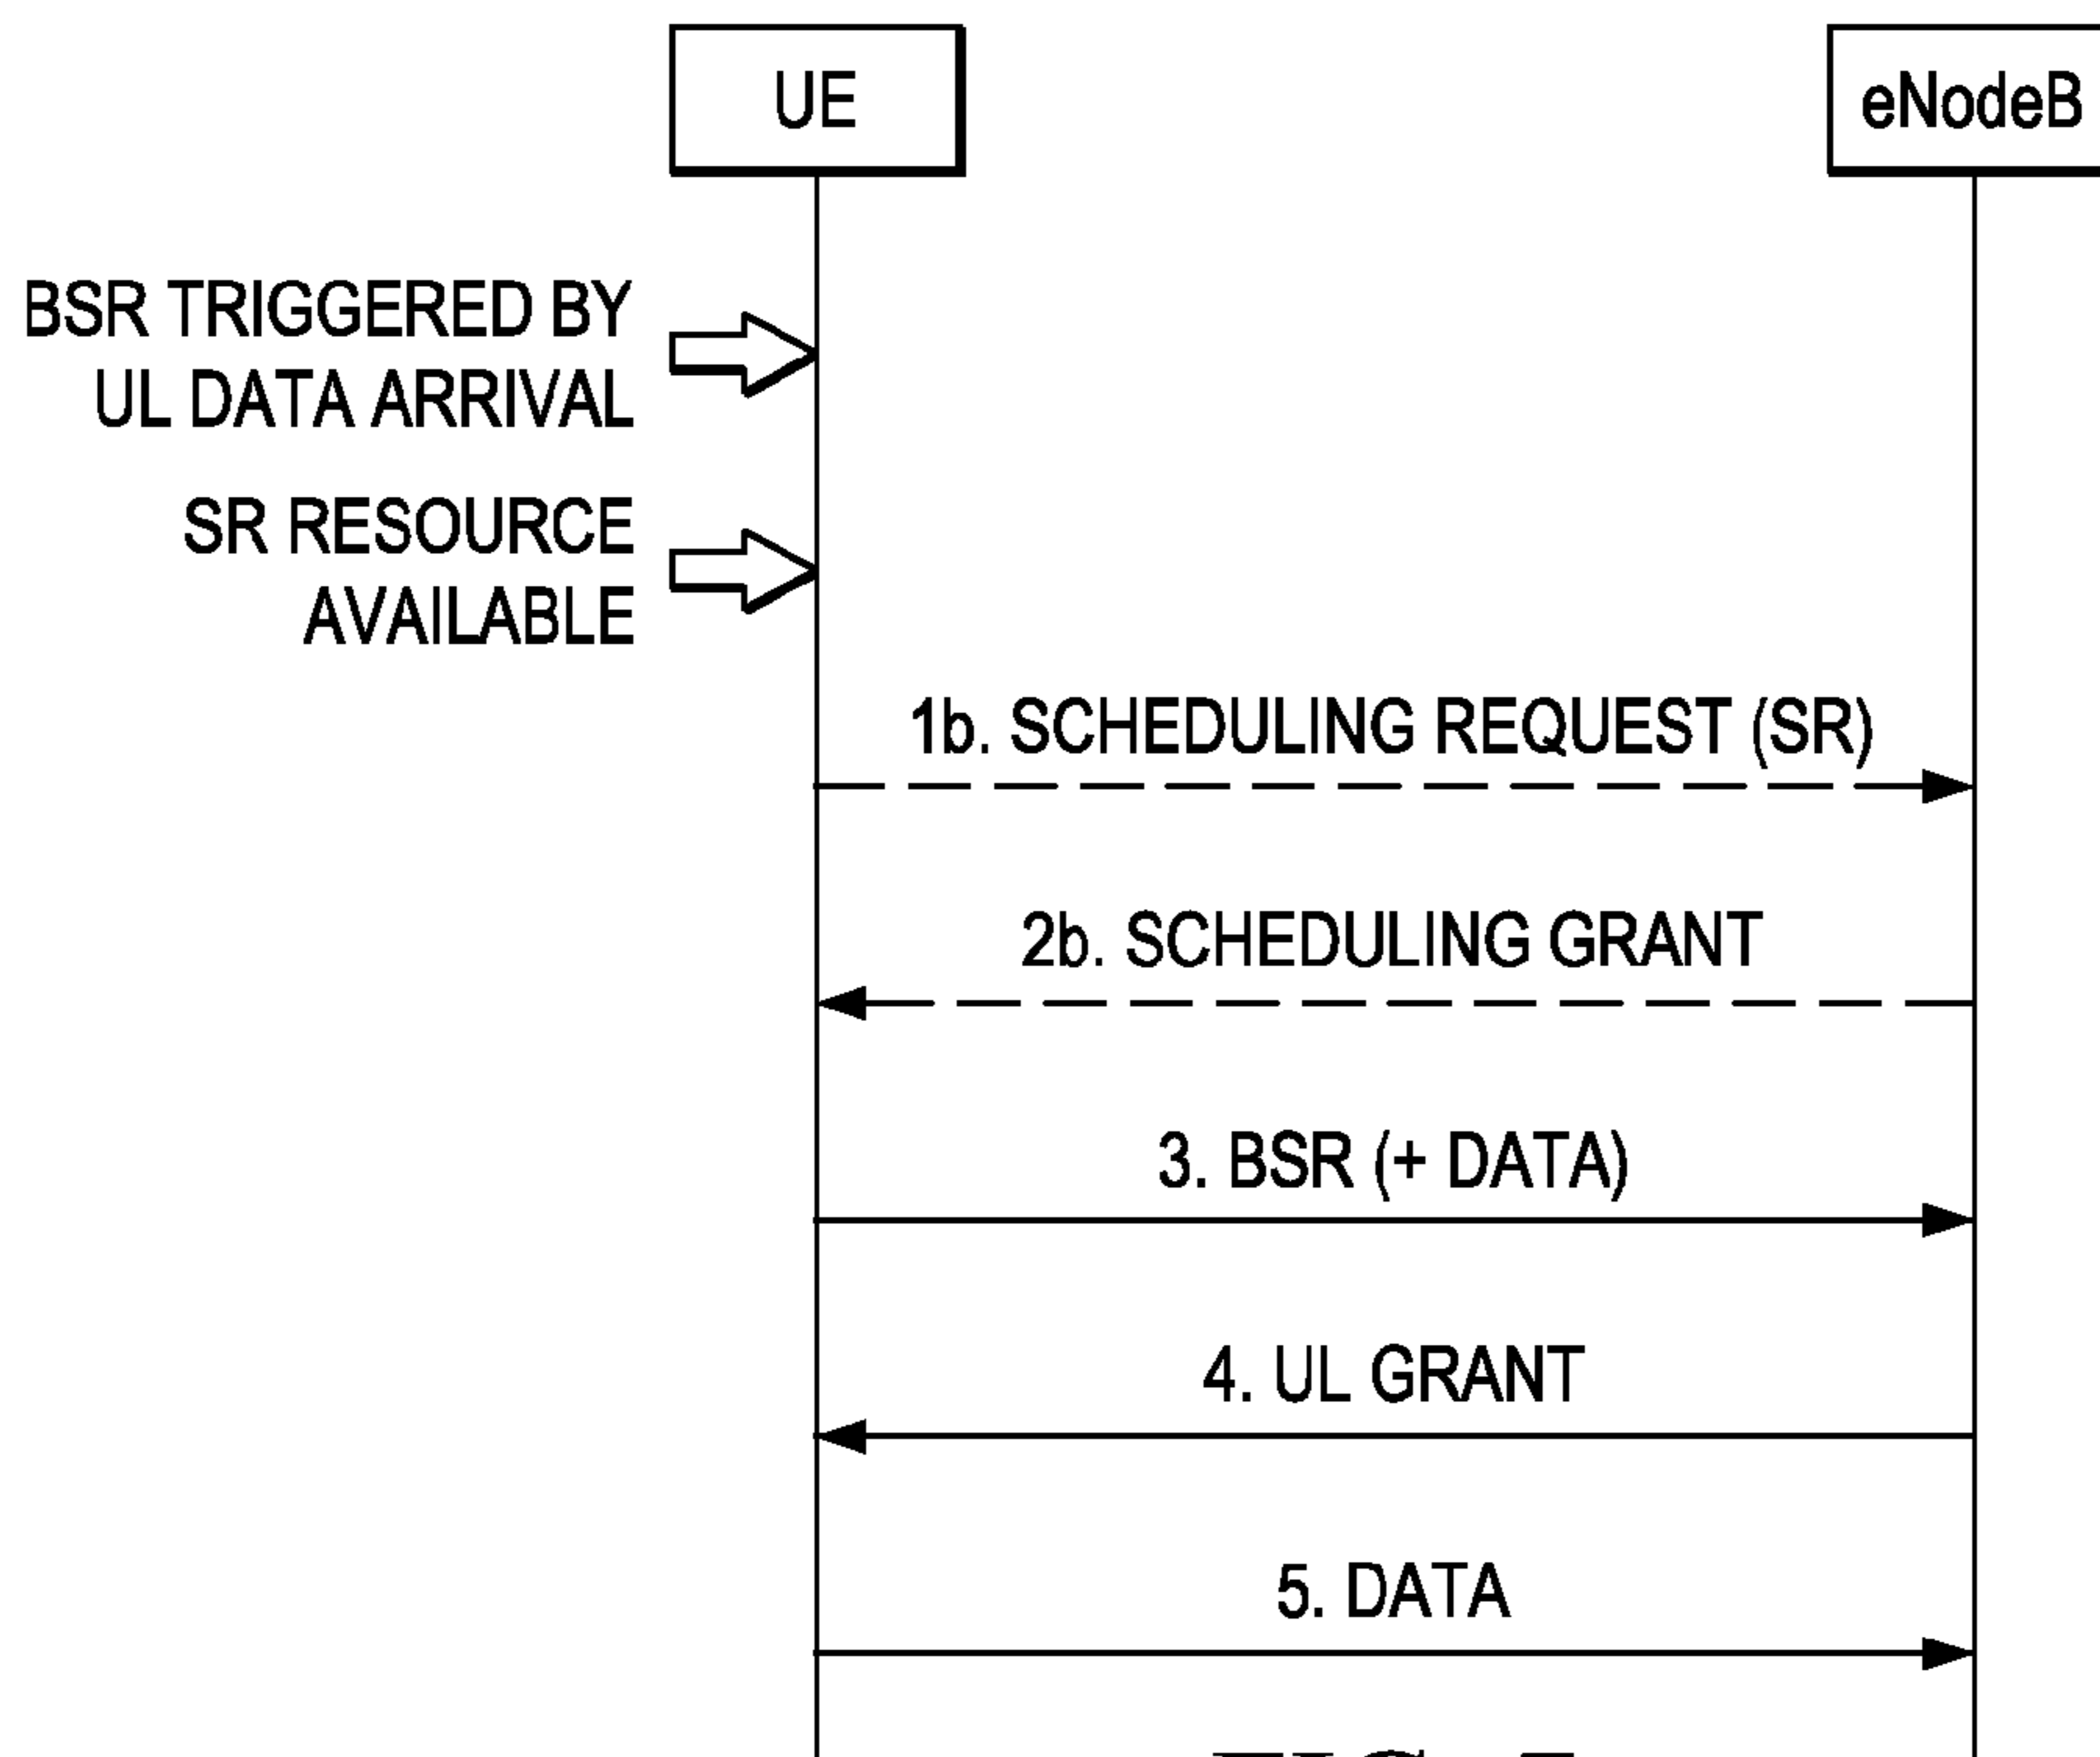 UE
eNodeB
BSR TRIGGERED BY
UL DATA ARRIVAL
SR RESOURCE
AVAILABLE
1b. SCHEDULING REQUEST (SR)
2b. SCHEDULING GRANT
3. BSR (+ DATA)
4. UL GRANT
5. DATA